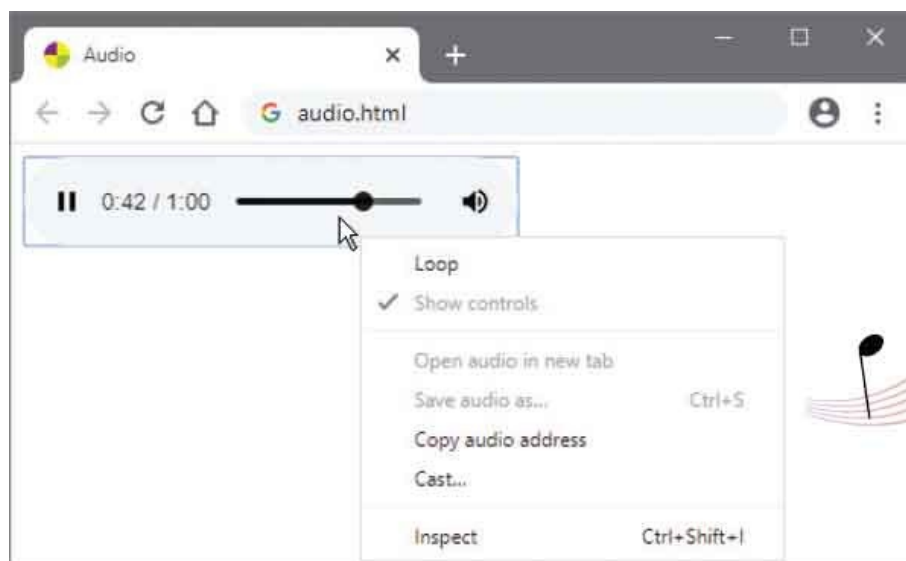 Audio
audio.html
0:42 / 1:00
Loop
Show controls
Open audio in new tab
Save audio as... Ctrl+S
Copy audio address
Cast...
Inspect Ctrl+Shift+I